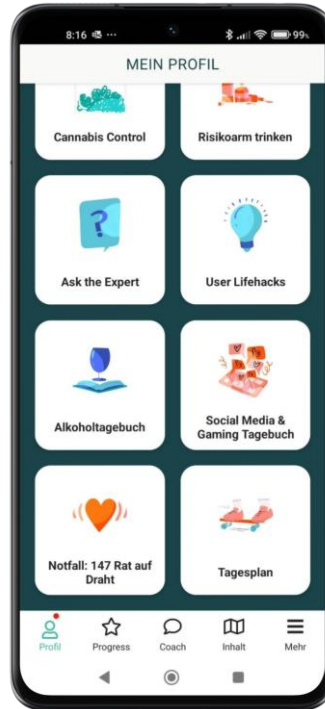 8:16 ... 99%
MEIN PROFIL
Cannabis Control
Risikoarm trinken
?
Ask the Expert
User Lifehacks
Alkoholtagebuch
Social Media &
Gaming Tagebuch
Notfall: 147 Rat auf
Draht
Tagesplan
Profil
Progress
Coach
Inhalt
Mehr